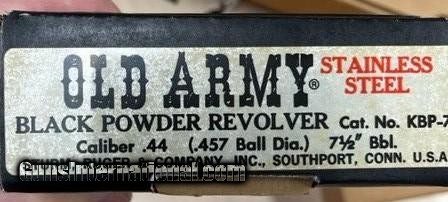 OLD ARMY® STAINLESS STEEL
BLACK POWDER REVOLVER Cat. No. KBP-7
Caliber .44 (.457 Ball Dia.) 7½" Bbl.
RUGER & COMPANY, INC., SOUTHPORT, CONN. U.S.A.
GunsInternational.com